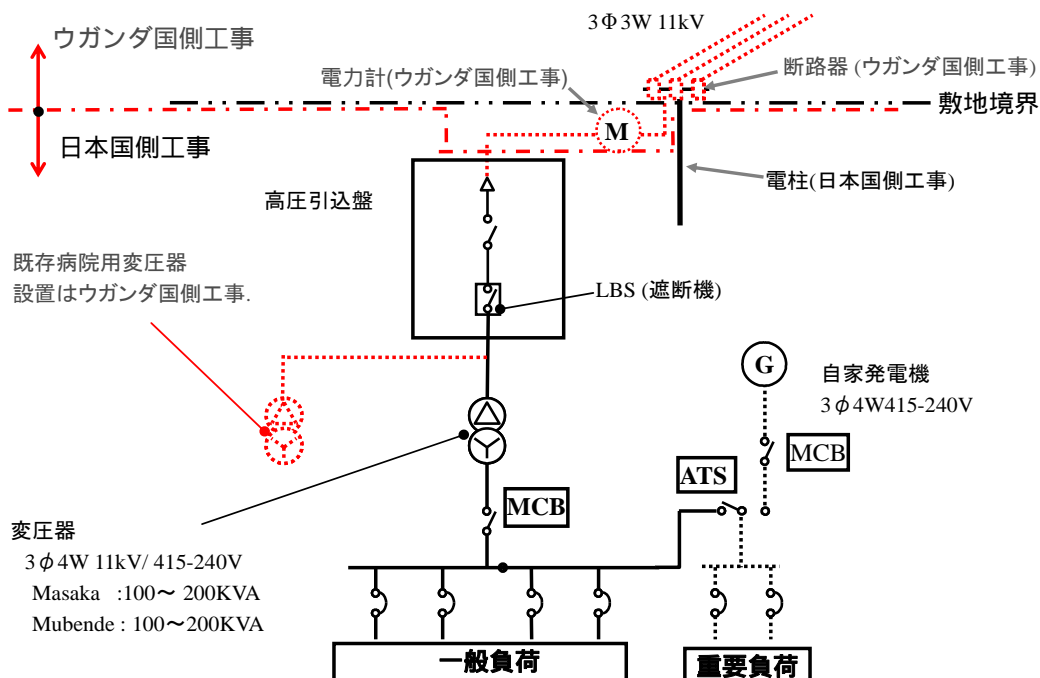 3Φ3W 11kV
ウガンダ国側工事
電力計(ウガンダ国側工事)
断路器 (ウガンダ国側工事)
敷地境界
M
日本国側工事
電柱(日本国側工事)
高圧引込盤
既存病院用変圧器
設置はウガンダ国側工事.
LBS (遮断機)
G
自家発電機
3φ4W415-240V
MCB
ATS
MCB
変圧器
3φ4W 11kV/ 415-240V
Masaka :100～ 200KVA
Mubende : 100～200KVA
一般負荷
重要負荷